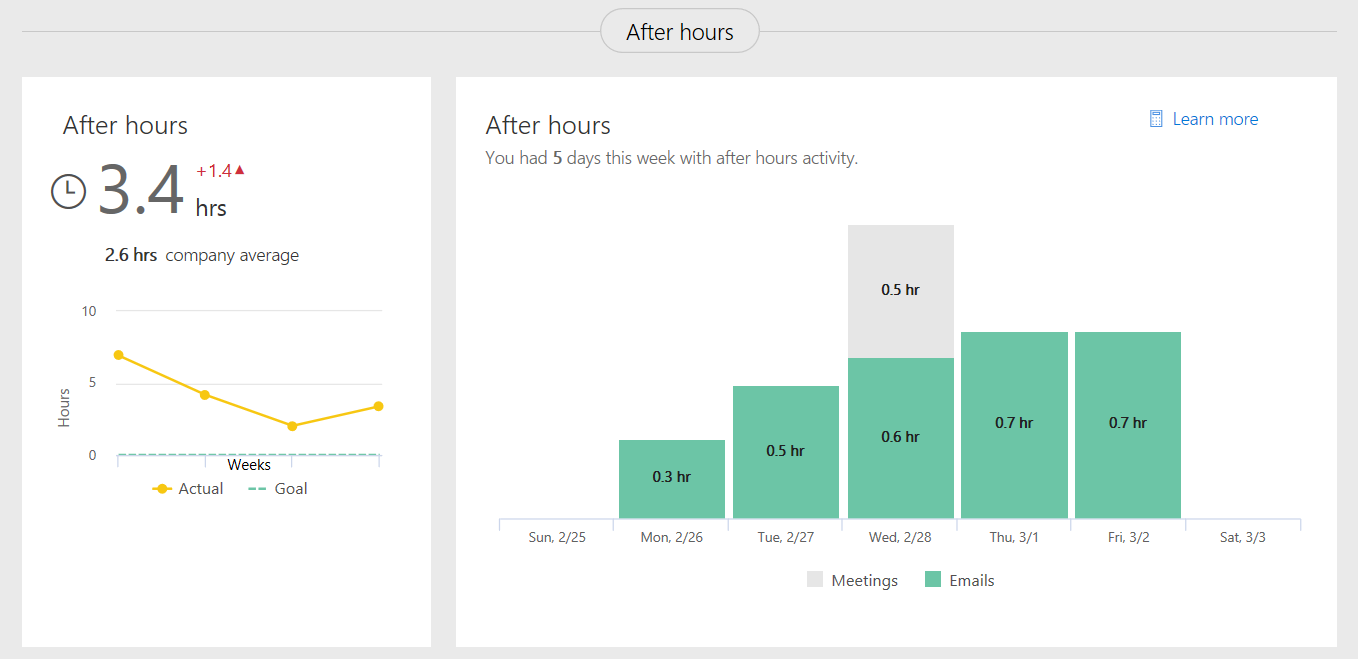 After hours
After hours
3.4 hrs +1.4
2.6 hrs company average
10
5
0
Hours
Weeks
Actual
Goal
After hours
Learn more
You had 5 days this week with after hours activity.
0.5 hr
0.3 hr
0.5 hr
0.6 hr
0.7 hr
0.7 hr
Sun, 2/25
Mon, 2/26
Tue, 2/27
Wed, 2/28
Thu, 3/1
Fri, 3/2
Sat, 3/3
Meetings
Emails